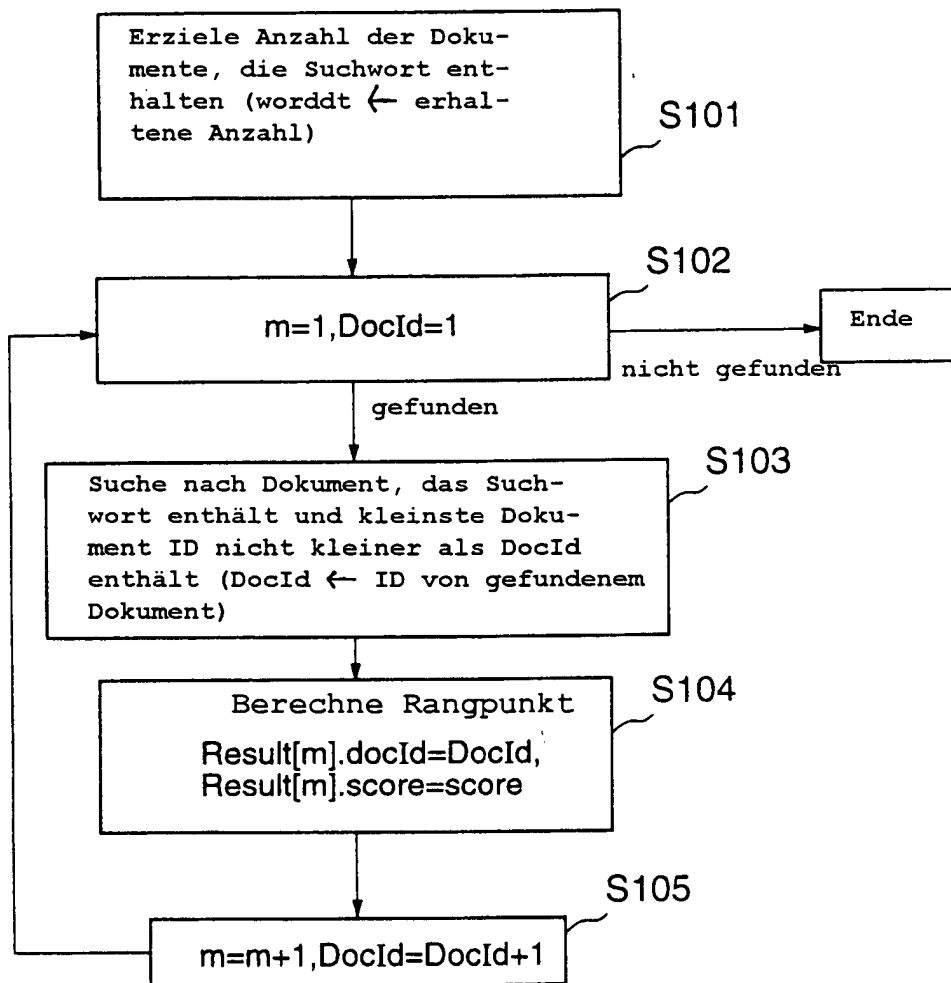 Erziele Anzahl der Doku-
mente, die Suchwort ent-
halten (worddt ← erhal-
tene Anzahl)
S101
S102
m=1,DocId=1
Ende
nicht gefunden
gefunden
S103
Suche nach Dokument, das Such-
wort enthält und kleinste Doku-
ment ID nicht kleiner als DocId
enthält (DocId ← ID von gefundenem
Dokument)
S104
Berechne Rangpunkt
Result[m].docId=DocId,
Result[m].score=score
S105
m=m+1,DocId=DocId+1